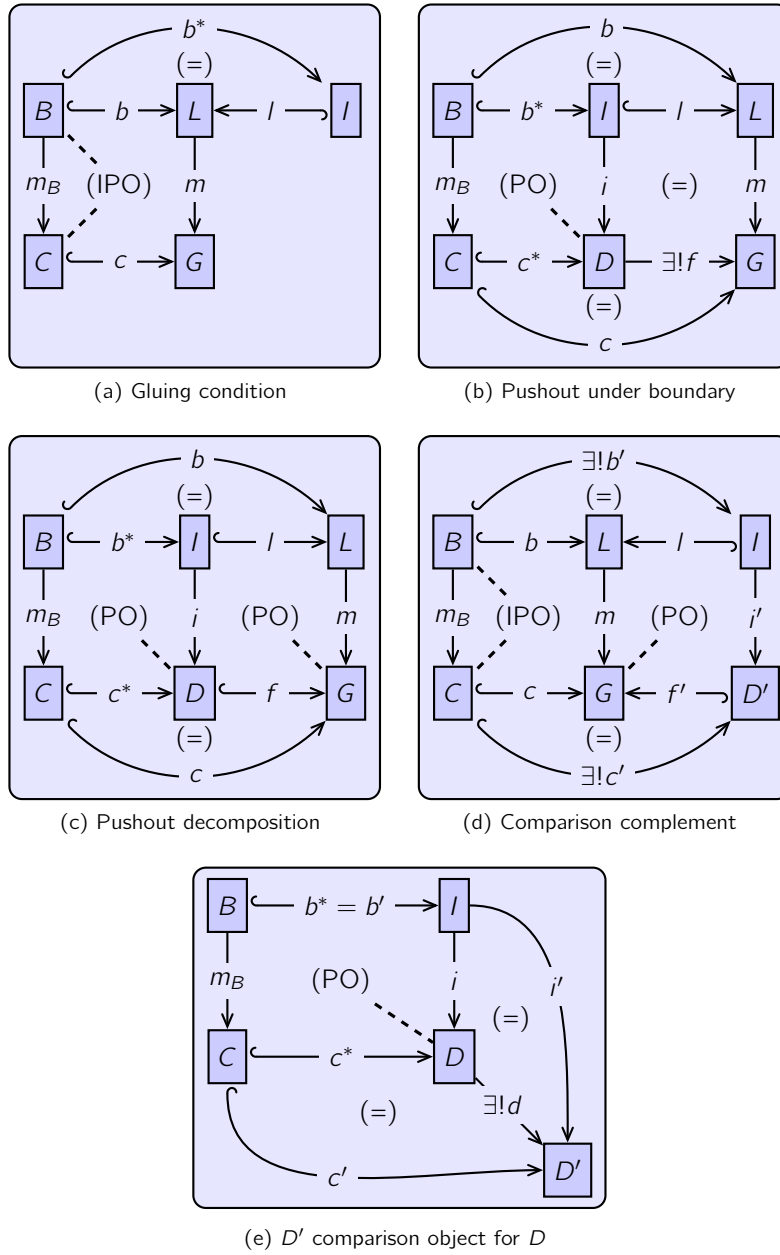 b*
(=)
B b L l I
m_B (IPO) m
C c G
(a) Gluing condition
b
(=)
B b* I l L
m_B (PO) i (=) m
C c* D ∃!f G
(=)
c
(b) Pushout under boundary
b
(=)
B b* I l L
m_B (PO) i (PO) m
C c* D f G
(=)
c
(c) Pushout decomposition
∃!b′
(=)
B b L l I
m_B (IPO) m (PO) i′
C c G f′ D′
(=)
∃!c′
(d) Comparison complement
B b* = b′ I
m_B (PO) i i′
(=)
C c* D
∃!d
(=)
c′ D′
(e) D′ comparison object for D